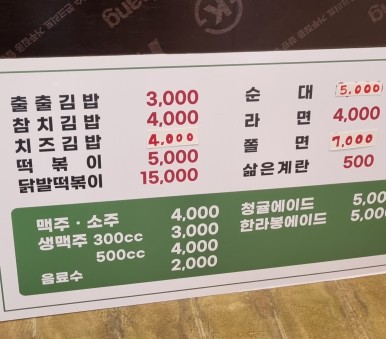 출출김밥 3,000
참치김밥 4,000
치즈김밥 4,000
떡볶이 5,000
닭발떡볶이 15,000
순대 5,000
라면 4,000
쫄면 7,000
삶은계란 500
맥주·소주 4,000
생맥주 300cc 3,000
500cc 4,000
음료수 2,000
청귤에이드 5,00
한라봉에이드 5,00